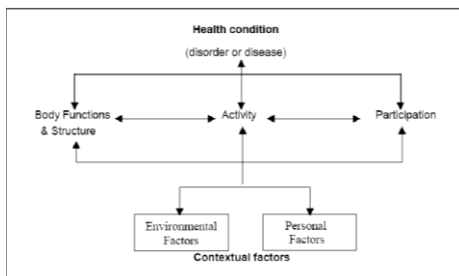 Health condition
(disorder or disease)
Body Functions
& Structure
Activity
Participation
Environmental
Factors
Personal
Factors
Contextual factors